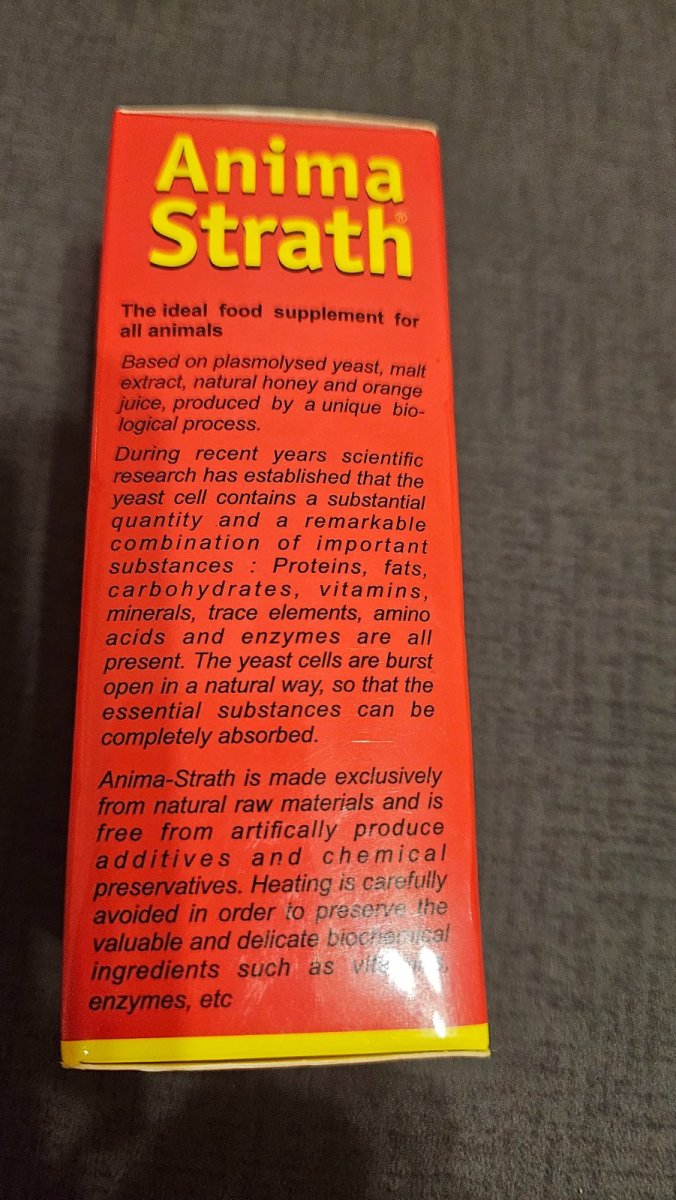 Anima
Strath®
The ideal food supplement for
all animals
Based on plasmolysed yeast, malt
extract, natural honey and orange
juice, produced by a unique bio-
logical process.
During recent years scientific
research has established that the
yeast cell contains a substantial
quantity and a remarkable
combination of important
substances : Proteins, fats,
carbohydrates, vitamins,
minerals, trace elements, amino
acids and enzymes are all
present. The yeast cells are burst
open in a natural way, so that the
essential substances can be
completely absorbed.
Anima-Strath is made exclusively
from natural raw materials and is
free from artifically produce
additives and chemical
preservatives. Heating is carefully
avoided in order to preserve the
valuable and delicate biochemical
ingredients such as vitamins,
enzymes, etc